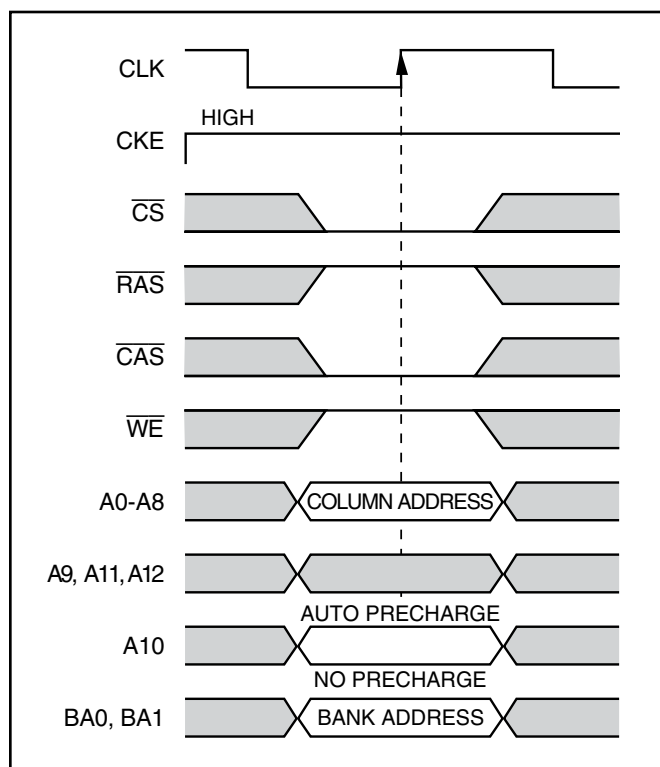 CLK
HIGH
CKE
CS
RAS
CAS
WE
A0-A8 COLUMN ADDRESS
A9, A11, A12
AUTO PRECHARGE
A10
NO PRECHARGE
BA0, BA1 BANK ADDRESS